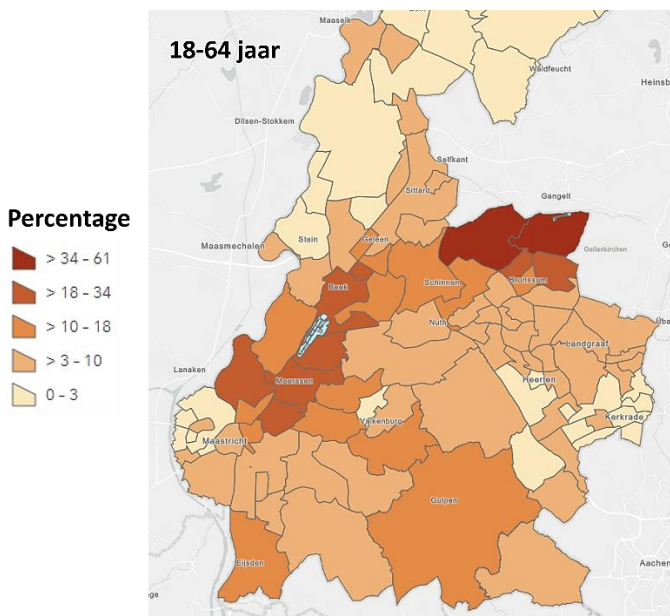 18-64 jaar
Percentage
> 34 - 61
> 18 - 34
> 10 - 18
> 3 - 10
0 - 3
Maaseik
Waldfeucht
Heinsb
Dilsen-Stokkem
Selfkant
Sittard
Gangelt
Maasmechelen
Stein
Geleen
Geilenkirchen
Beek
Schinnen
Brunssum
Nuth
Üb
Landgraaf
Lanaken
Meerssen
Heerlen
Kerkrade
Maastricht
Valkenburg
Gulpen
Eijsden
Aachen